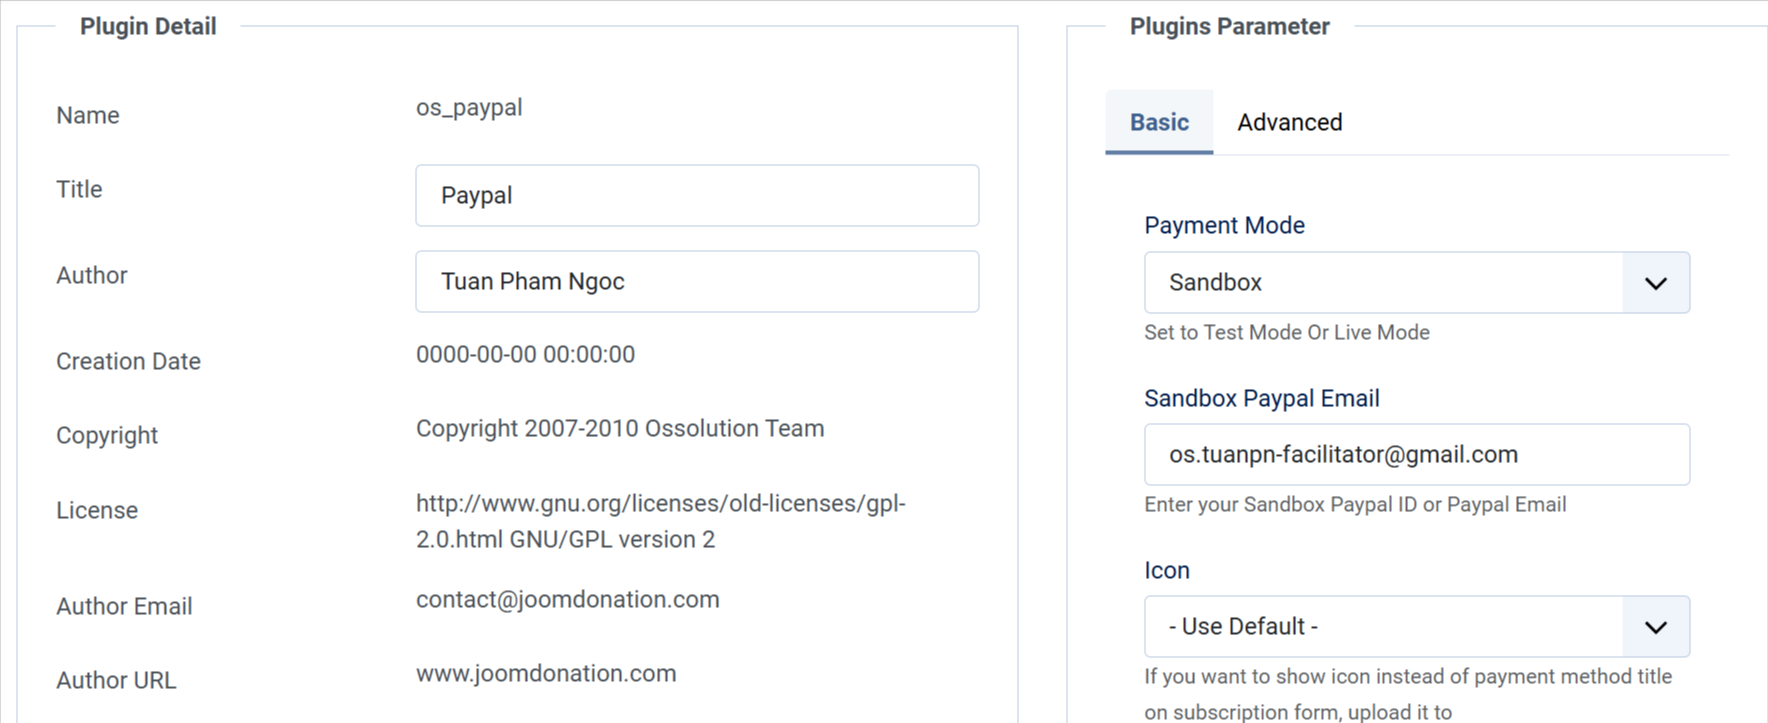 Plugin Detail
Name
os_paypal
Title
Paypal
Author
Tuan Pham Ngoc
Creation Date
0000-00-00 00:00:00
Copyright
Copyright 2007-2010 Ossolution Team
License
http://www.gnu.org/licenses/old-licenses/gpl-
2.0.html GNU/GPL version 2
Author Email
contact@joomdonation.com
Author URL
www.joomdonation.com
Plugins Parameter
Basic
Advanced
Payment Mode
Sandbox
Set to Test Mode Or Live Mode
Sandbox Paypal Email
os.tuanpn-facilitator@gmail.com
Enter your Sandbox Paypal ID or Paypal Email
Icon
- Use Default -
If you want to show icon instead of payment method title
on subscription form, upload it to